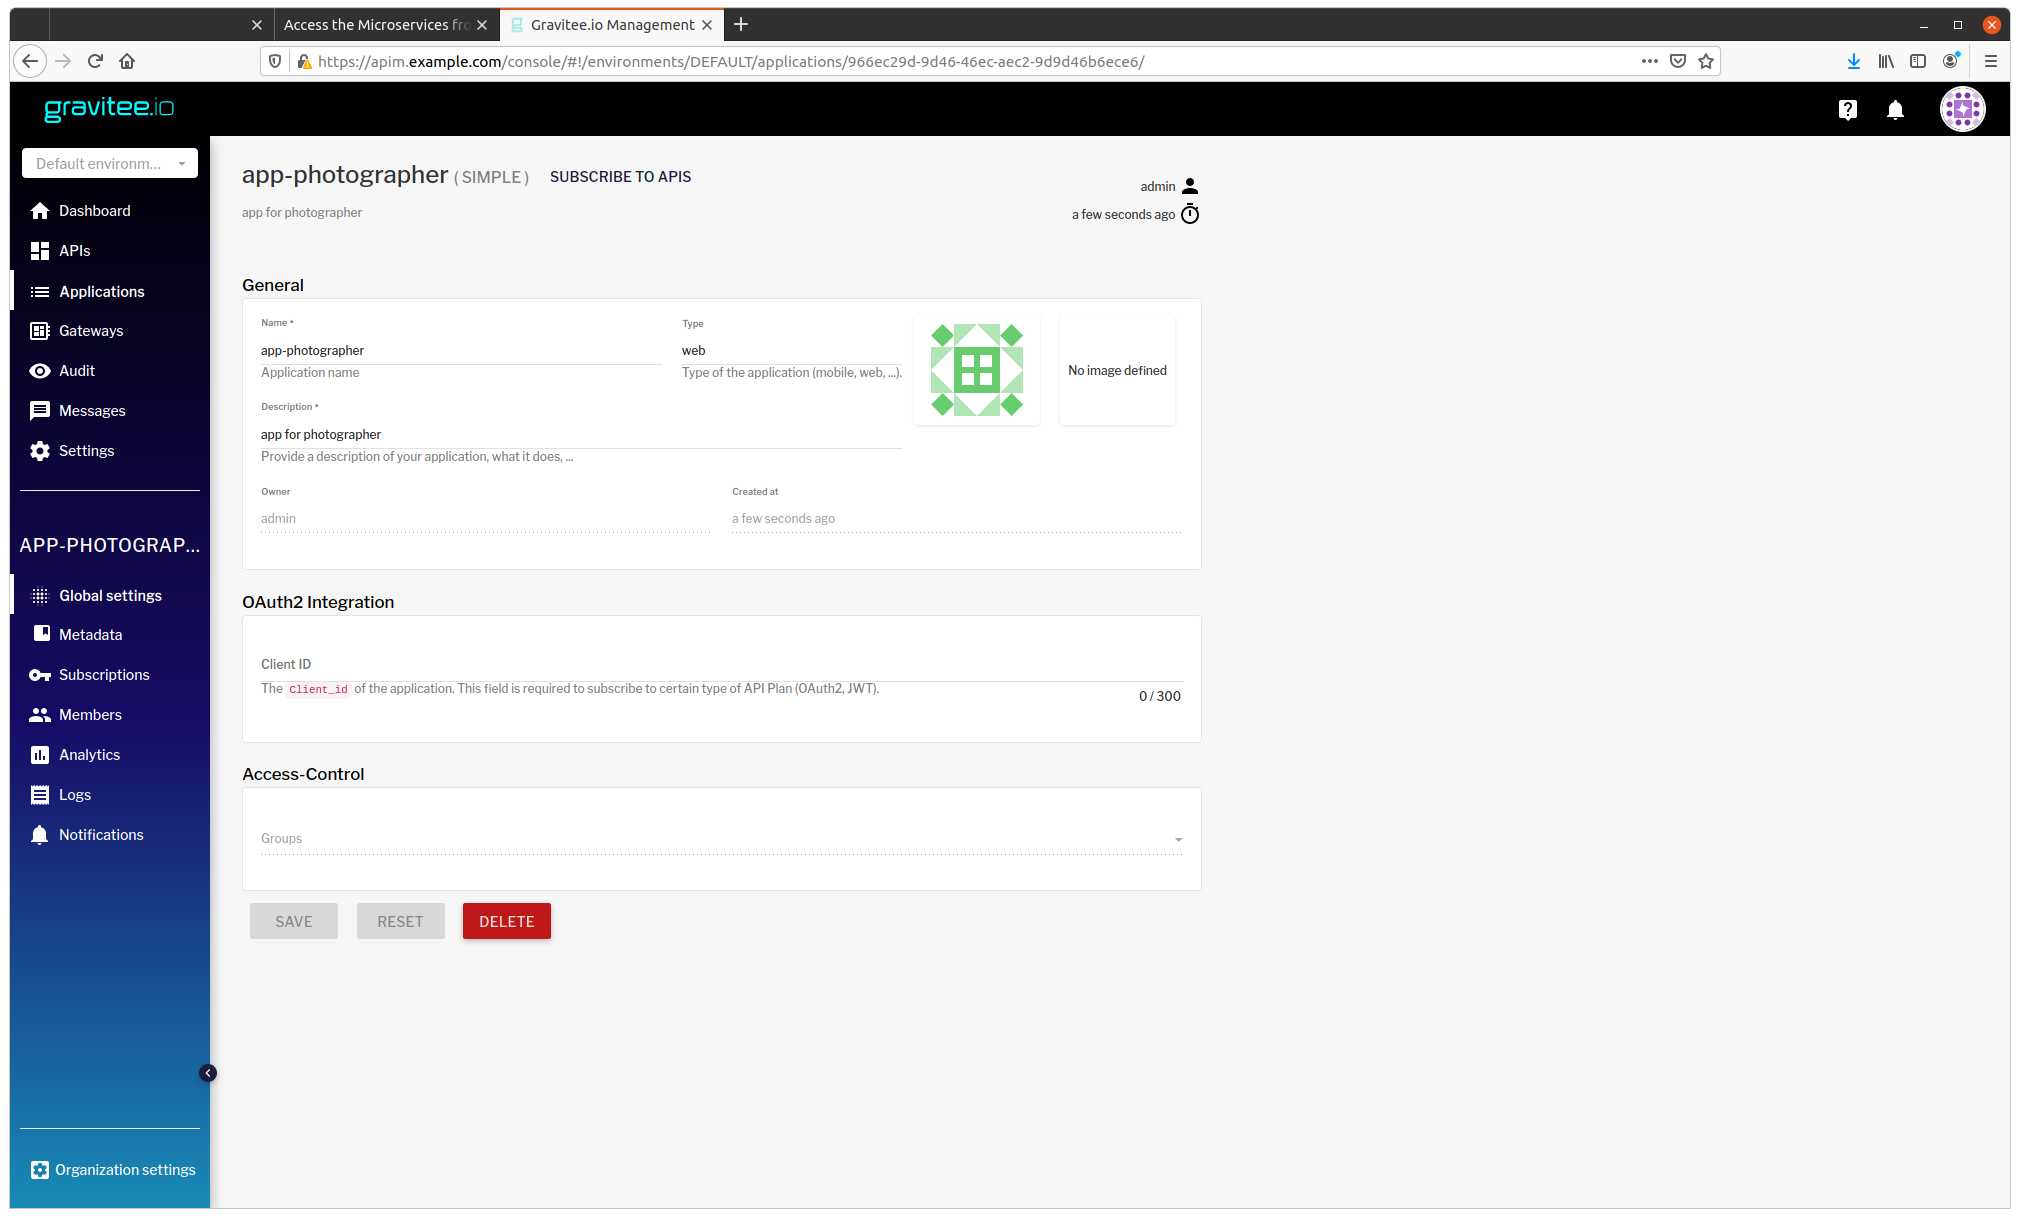 Access the Microservices fro
Gravitee.io Management
https://apim.example.com/console/#!/environments/DEFAULT/applications/966ec29d-9d46-46ec-aec2-9d9d46b6ece6/
gravitee.io
Default environm...
Dashboard
APIs
Applications
Gateways
Audit
Messages
Settings
APP-PHOTOGRAP...
Global settings
Metadata
Subscriptions
Members
Analytics
Logs
Notifications
Organization settings
app-photographer ( SIMPLE ) SUBSCRIBE TO APIS
admin
app for photographer
a few seconds ago
General
Name *
Type
app-photographer
web
Application name
Type of the application (mobile, web, ...).
No image defined
Description *
app for photographer
Provide a description of your application, what it does, ...
Owner
Created at
admin
a few seconds ago
OAuth2 Integration
Client ID
The Client_id of the application. This field is required to subscribe to certain type of API Plan (OAuth2, JWT).
0 / 300
Access-Control
Groups
SAVE
RESET
DELETE